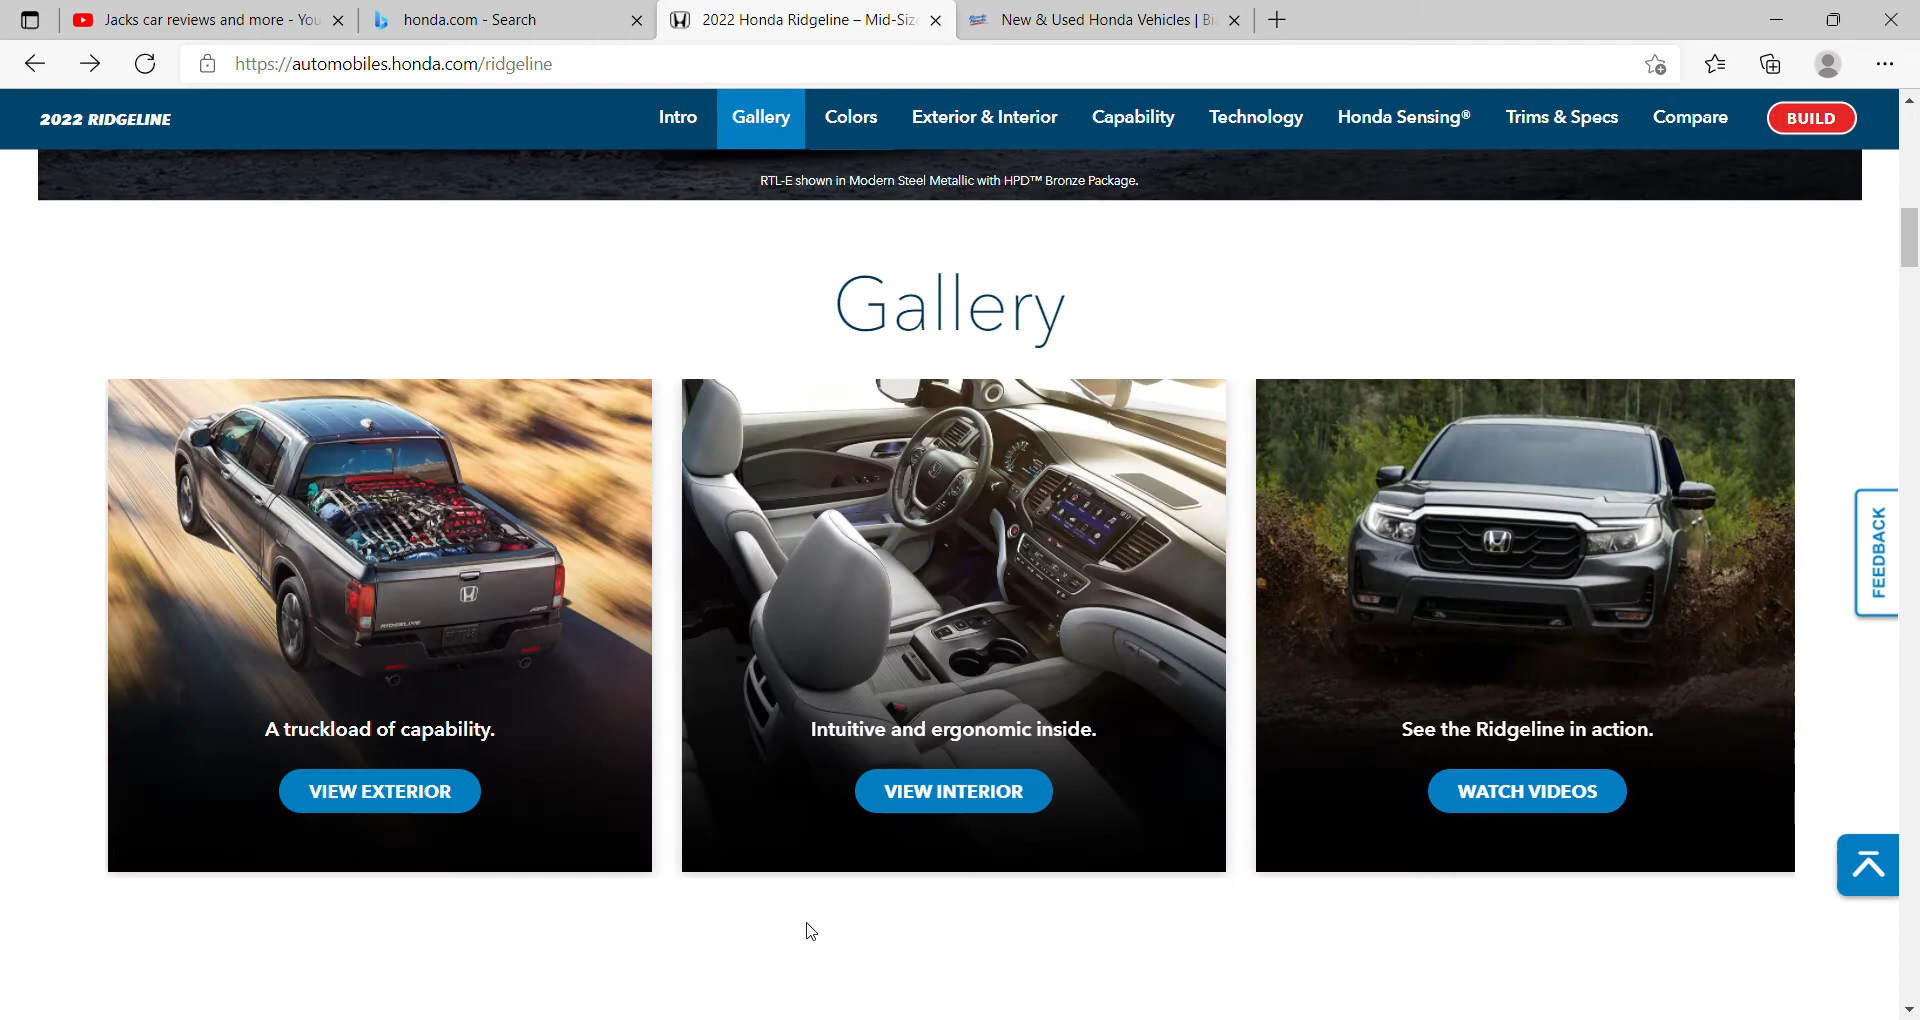 Jacks car reviews and more - You
honda.com - Search
2022 Honda Ridgeline – Mid-Size
New & Used Honda Vehicles |
https://automobiles.honda.com/ridgeline
2022 RIDGELINE
Intro
Gallery
Colors
Exterior & Interior
Capability
Technology
Honda Sensing®
Trims & Specs
Compare
BUILD
RTL-E shown in Modern Steel Metallic with HPD™ Bronze Package.
Gallery
RIDGELINE
A truckload of capability.
Intuitive and ergonomic inside.
See the Ridgeline in action.
VIEW EXTERIOR
VIEW INTERIOR
WATCH VIDEOS
FEEDBACK